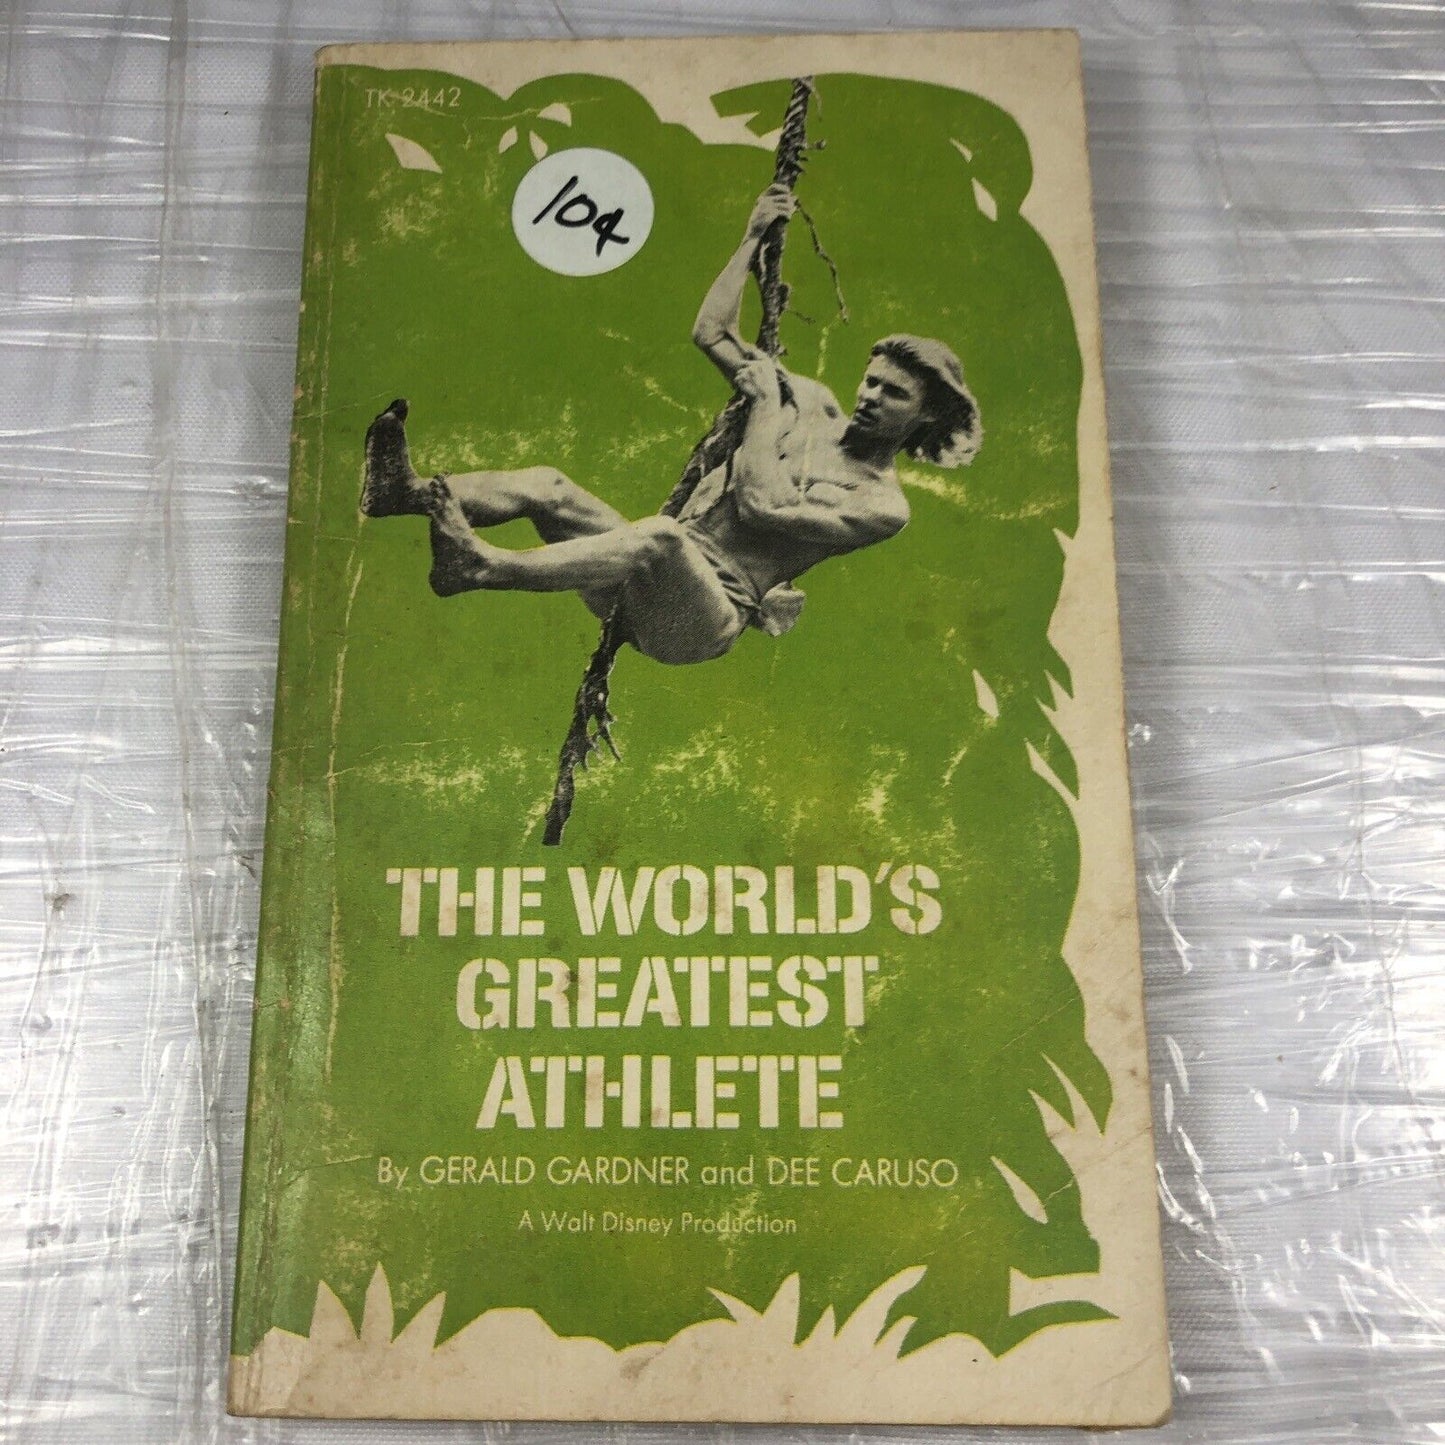 TK 2442
10¢
THE WORLD'S
GREATEST
ATHLETE
By GERALD GARDNER and DEE CARUSO
A Walt Disney Production